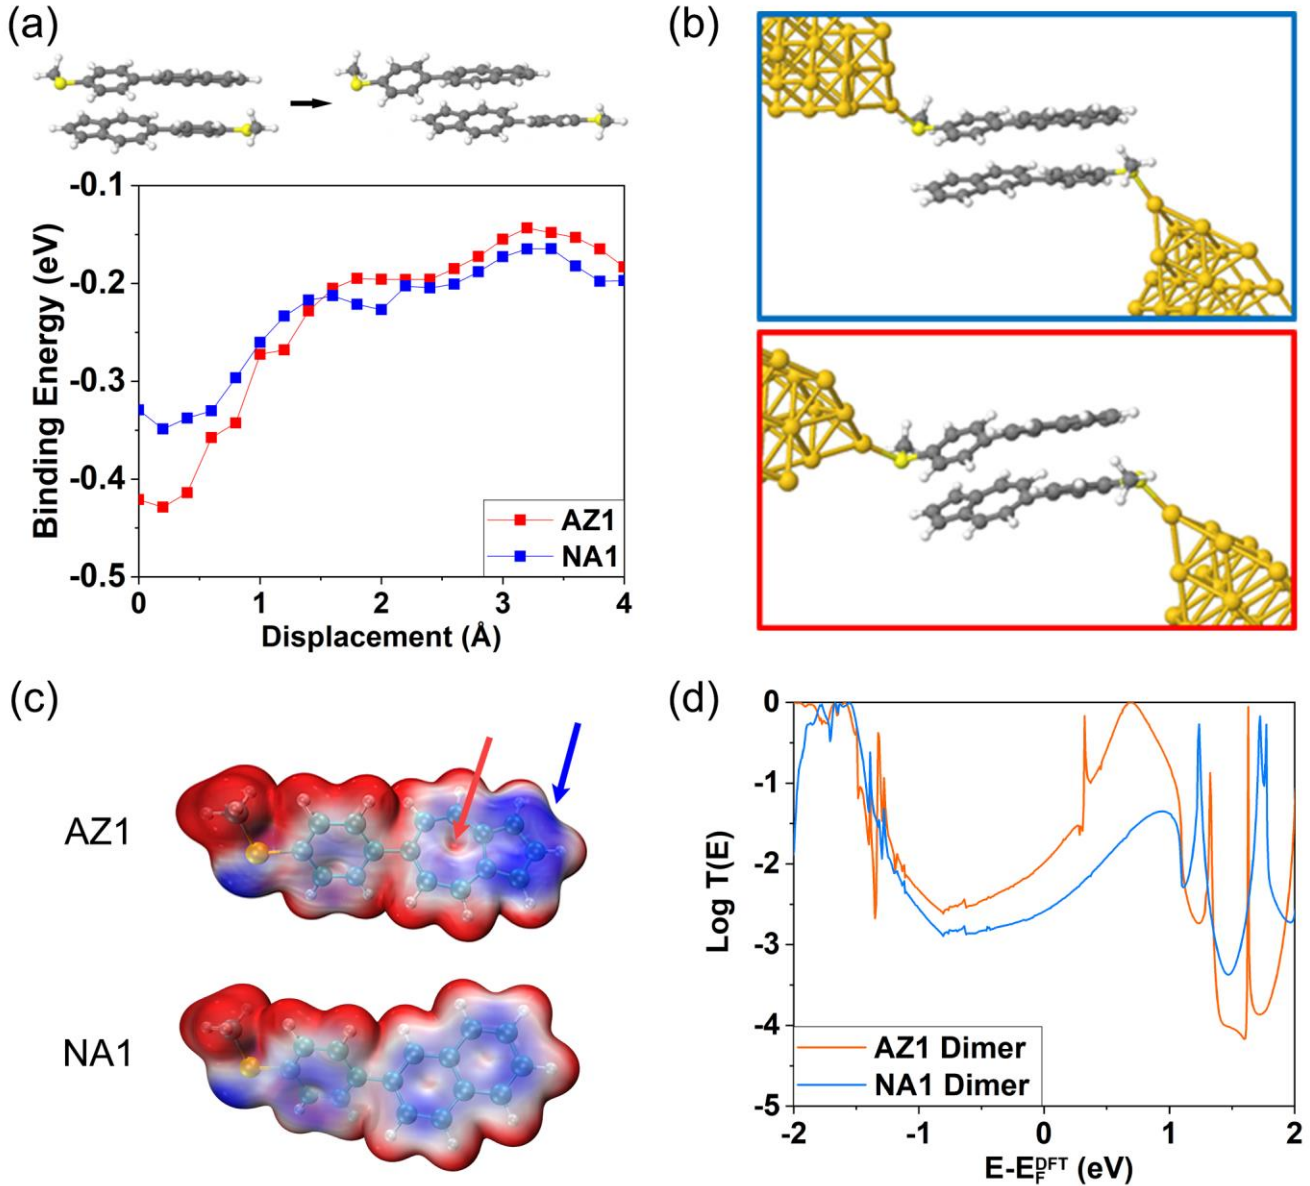 (a)
-0.1
-0.2
-0.3
-0.4
-0.5
Binding Energy (eV)
AZ1
NA1
0 1 2 3 4
Displacement (Å)
(b)
(c)
AZ1
NA1
(d)
0
-1
-2
-3
-4
-5
Log T(E)
AZ1 Dimer
NA1 Dimer
-2 -1 0 1 2
E-E_F^DFT (eV)